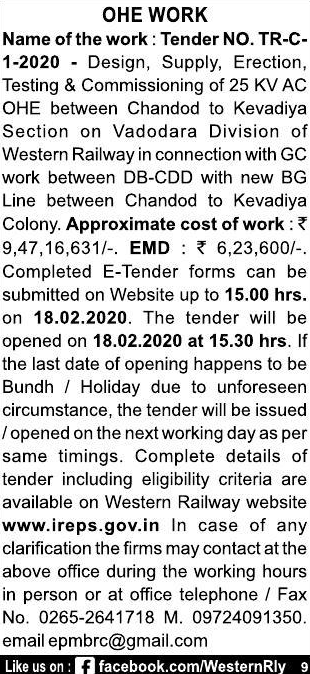 OHE WORK
Name of the work : Tender NO. TR-C-
1-2020 - Design, Supply, Erection,
Testing & Commissioning of 25 KV AC
OHE between Chandod to Kevadiya
Section on Vadodara Division of
Western Railway in connection with GC
work between DB-CDD with new BG
Line between Chandod to Kevadiya
Colony. Approximate cost of work : ₹
9,47,16,631/-. EMD : ₹ 6,23,600/-.
Completed E-Tender forms can be
submitted on Website up to 15.00 hrs.
on 18.02.2020. The tender will be
opened on 18.02.2020 at 15.30 hrs. If
the last date of opening happens to be
Bundh / Holiday due to unforeseen
circumstance, the tender will be issued
/ opened on the next working day as per
same timings. Complete details of
tender including eligibility criteria are
available on Western Railway website
www.ireps.gov.in In case of any
clarification the firms may contact at the
above office during the working hours
in person or at office telephone / Fax
No. 0265-2641718 M. 09724091350.
email epmbrc@gmail.com
Like us on : f facebook.com/WesternRly 9